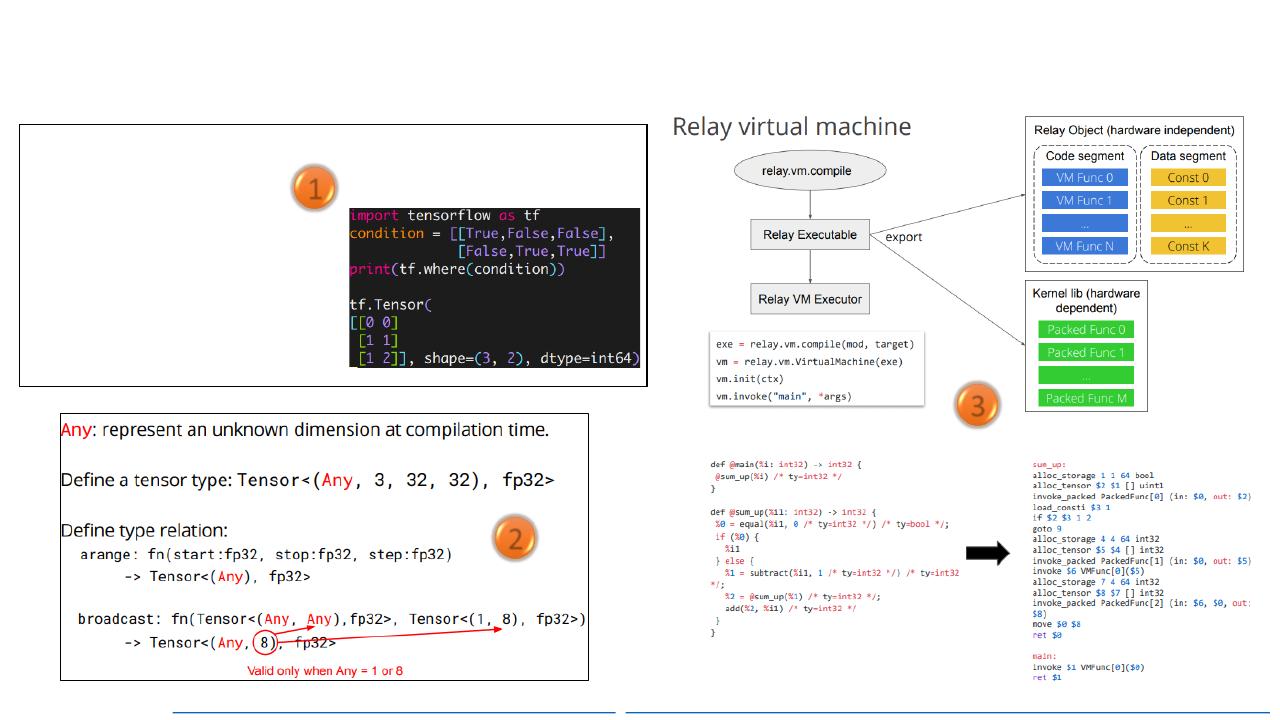 1
import tensorflow as tf
condition = [[True,False,False],
[False,True,True]]
print(tf.where(condition))
tf.Tensor(
[[0 0]
[1 1]
[1 2]], shape=(3, 2), dtype=int64)
Any: represent an unknown dimension at compilation time.
Define a tensor type: Tensor<(Any, 3, 32, 32), fp32>
Define type relation:
arange: fn(start:fp32, stop:fp32, step:fp32)
-> Tensor<(Any), fp32>
broadcast: fn(Tensor<(Any, Any),fp32>, Tensor<(1, 8), fp32>)
-> Tensor<(Any, 8), fp32>
Valid only when Any = 1 or 8
2
Relay virtual machine
relay.vm.compile
Relay Executable
export
Relay VM Executor
Relay Object (hardware independent)
Code segment
VM Func 0
VM Func 1
...
VM Func N
Data segment
Const 0
Const 1
...
Const K
Kernel lib (hardware
dependent)
Packed Func 0
Packed Func 1
...
Packed Func M
exe = relay.vm.compile(mod, target)
vm = relay.vm.VirtualMachine(exe)
vm.init(ctx)
vm.invoke("main", *args)
3
def @main(%i: int32) -> int32 {
@sum_up(%i) /* ty=int32 */
}
def @sum_up(%i1: int32) -> int32 {
%0 = equal(%i1, 0 /* ty=int32 */) /* ty=bool */;
if (%0) {
%i1
} else {
%1 = subtract(%i1, 1 /* ty=int32 */) /* ty=int32
*/;
%2 = @sum_up(%1) /* ty=int32 */;
add(%2, %i1) /* ty=int32 */
}
}
sum_up:
alloc_storage 1 1 64 bool
alloc_tensor $2 $1 [] uint1
invoke_packed PackedFunc[0] (in: $0, out: $2)
load_consti $3 1
if $2 $3 1 2
goto 9
alloc_storage 4 4 64 int32
alloc_tensor $5 $4 [] int32
invoke_packed PackedFunc[1] (in: $0, out: $5)
invoke $6 VMFunc[0]($5)
alloc_storage 7 4 64 int32
alloc_tensor $8 $7 [] int32
invoke_packed PackedFunc[2] (in: $6, $0, out:
$8)
move $0 $8
ret $0
main:
invoke $1 VMFunc[0]($0)
ret $1